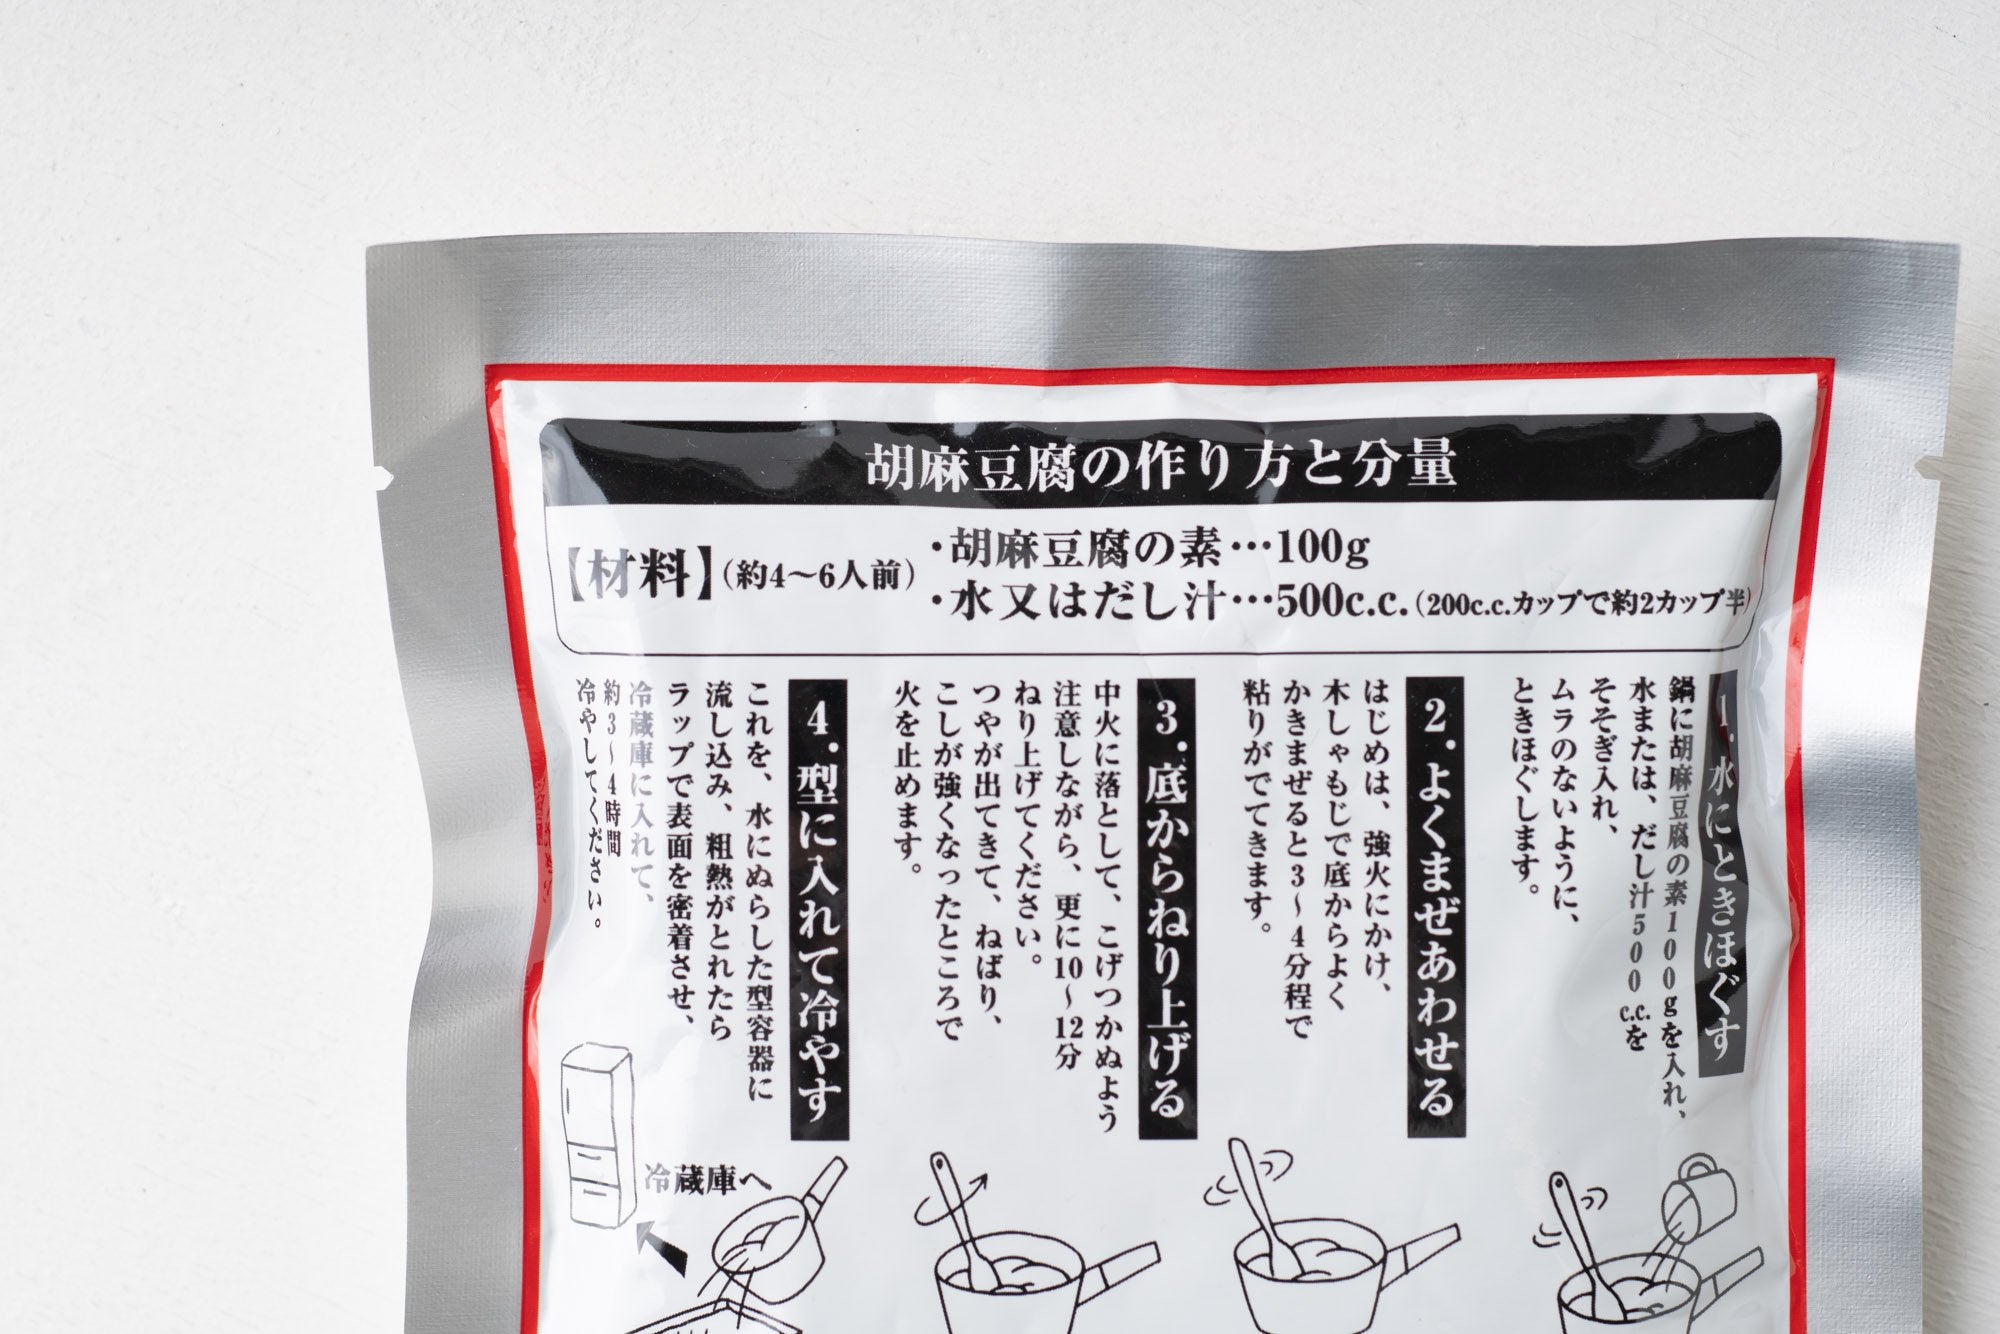 胡麻豆腐の作り方と分量
【材料】(約4〜6人前)
・胡麻豆腐の素…100g
・水又はだし汁…500c.c.(200c.c.カップで約2カップ半)
1.水にときほぐす
鍋に胡麻豆腐の素100gを入れ、
水または、だし汁500c.c.を
そそぎ入れ、
ムラのないように、
ときほぐします。
2.よくまぜあわせる
はじめは、強火にかけ、
木しゃもじで底からよく
かきまぜると3〜4分程で
粘りがでてきます。
3.底からねり上げる
中火に落として、こげつかぬよう
注意しながら、更に10〜12分
ねり上げてください。
つやが出てきて、ねばり、
こしが強くなったところで
火を止めます。
4.型に入れて冷やす
これを、水にぬらした型容器に
流し込み、粗熱がとれたら
ラップで表面を密着させ、
冷蔵庫に入れて、
約3〜4時間
冷やしてください。
冷蔵庫へ